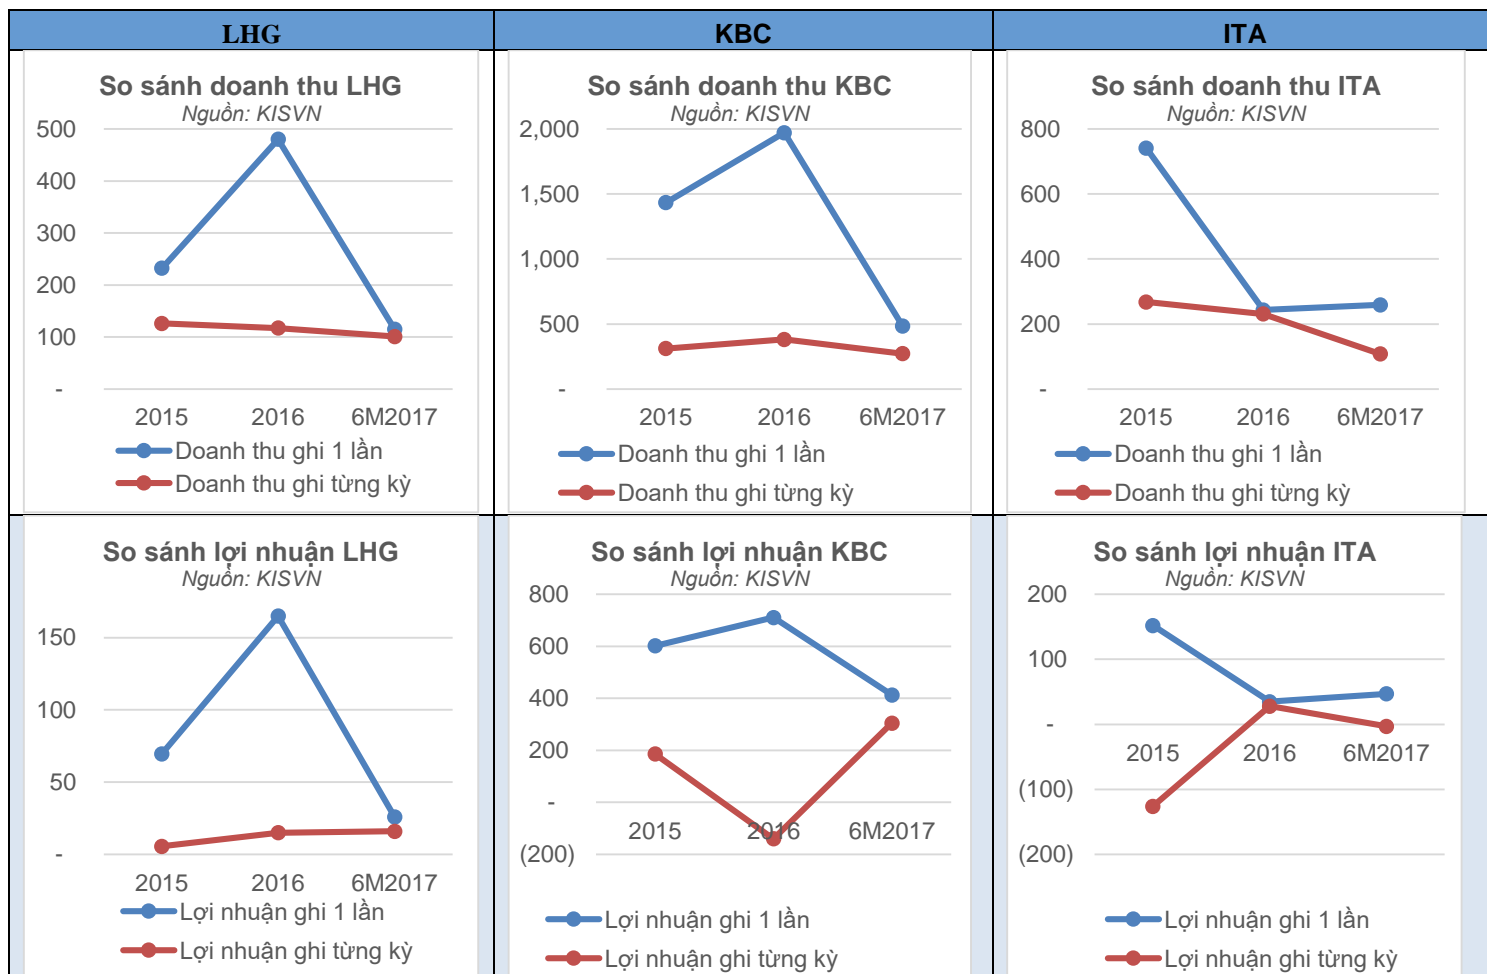 LHG
KBC
ITA
So sánh doanh thu LHG
Nguồn: KISVN
500
400
300
200
100
-
2015 2016 6M2017
Doanh thu ghi 1 lần
Doanh thu ghi từng kỳ
So sánh doanh thu KBC
Nguồn: KISVN
2,000
1,500
1,000
500
-
2015 2016 6M2017
Doanh thu ghi 1 lần
Doanh thu ghi từng kỳ
So sánh doanh thu ITA
Nguồn: KISVN
800
600
400
200
-
2015 2016 6M2017
Doanh thu ghi 1 lần
Doanh thu ghi từng kỳ
So sánh lợi nhuận LHG
Nguồn: KISVN
150
100
50
-
2015 2016 6M2017
Lợi nhuận ghi 1 lần
Lợi nhuận ghi từng kỳ
So sánh lợi nhuận KBC
Nguồn: KISVN
800
600
400
200
-
2015 2016 6M2017
(200)
Lợi nhuận ghi 1 lần
Lợi nhuận ghi từng kỳ
So sánh lợi nhuận ITA
Nguồn: KISVN
200
100
-
2015 2016 6M2017
(100)
(200)
Lợi nhuận ghi 1 lần
Lợi nhuận ghi từng kỳ